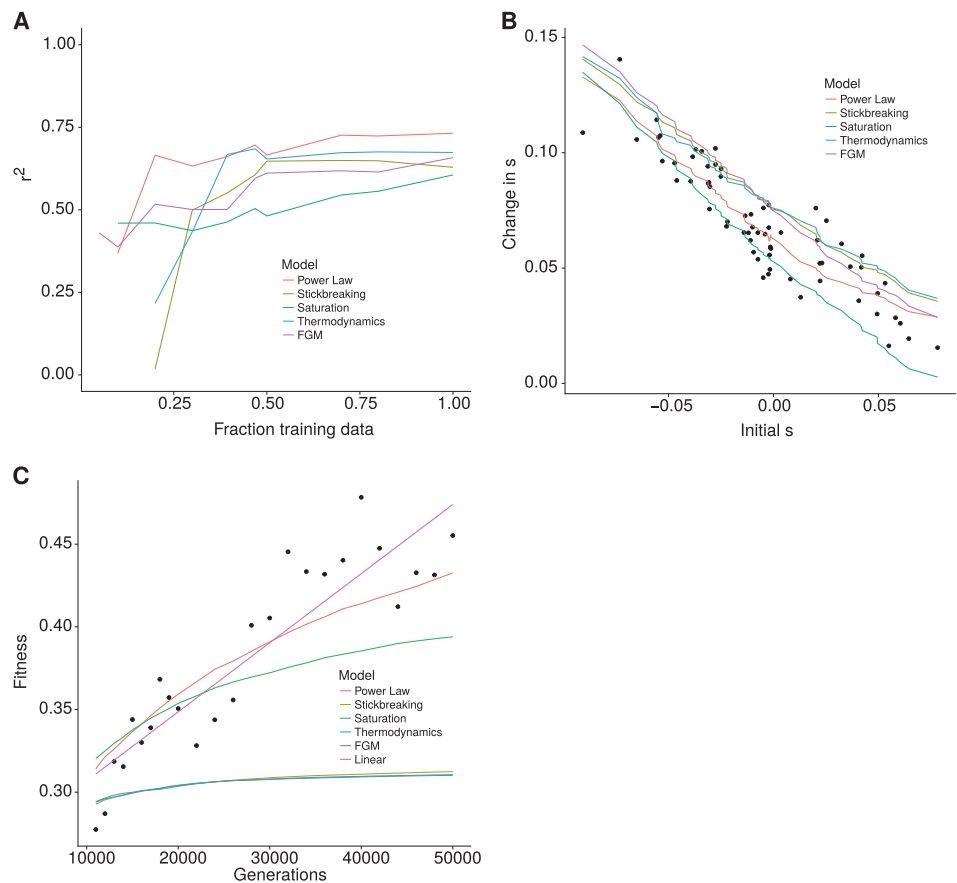 A
1.00
0.75
0.50
0.25
0.00
r2
Model
Power Law
Stickbreaking
Saturation
Thermodynamics
FGM
0.25
0.50
0.75
1.00
Fraction training data
B
0.15
0.10
0.05
0.00
Change in s
Model
Power Law
Stickbreaking
Saturation
Thermodynamics
FGM
−0.05
0.00
0.05
Initial s
C
0.45
0.40
0.35
0.30
Fitness
Model
Power Law
Stickbreaking
Saturation
Thermodynamics
FGM
Linear
10000
20000
30000
40000
50000
Generations